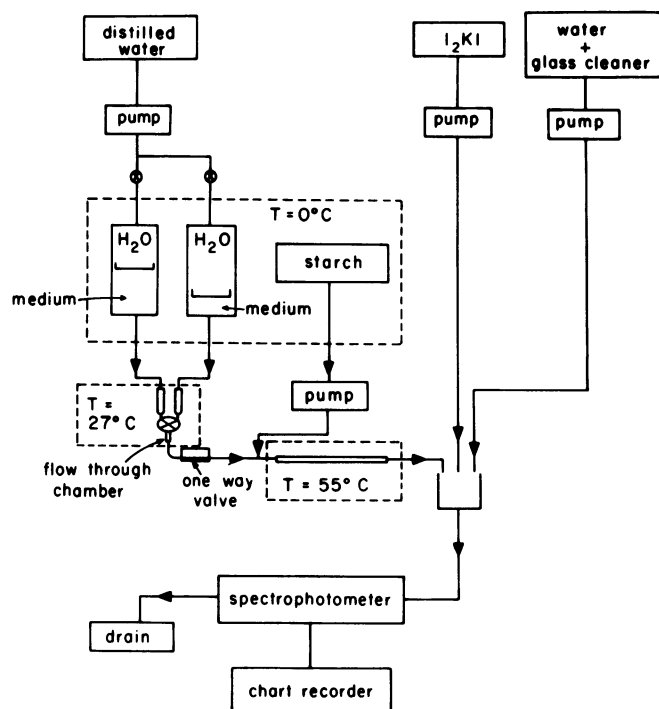 distilled
water
I₂KI
water
+
glass cleaner
pump
pump
pump
T = 0°C
H₂O
H₂O
starch
medium
medium
pump
T =
27° C
flow through
chamber
one way
valve
T = 55° C
spectrophotometer
drain
chart recorder